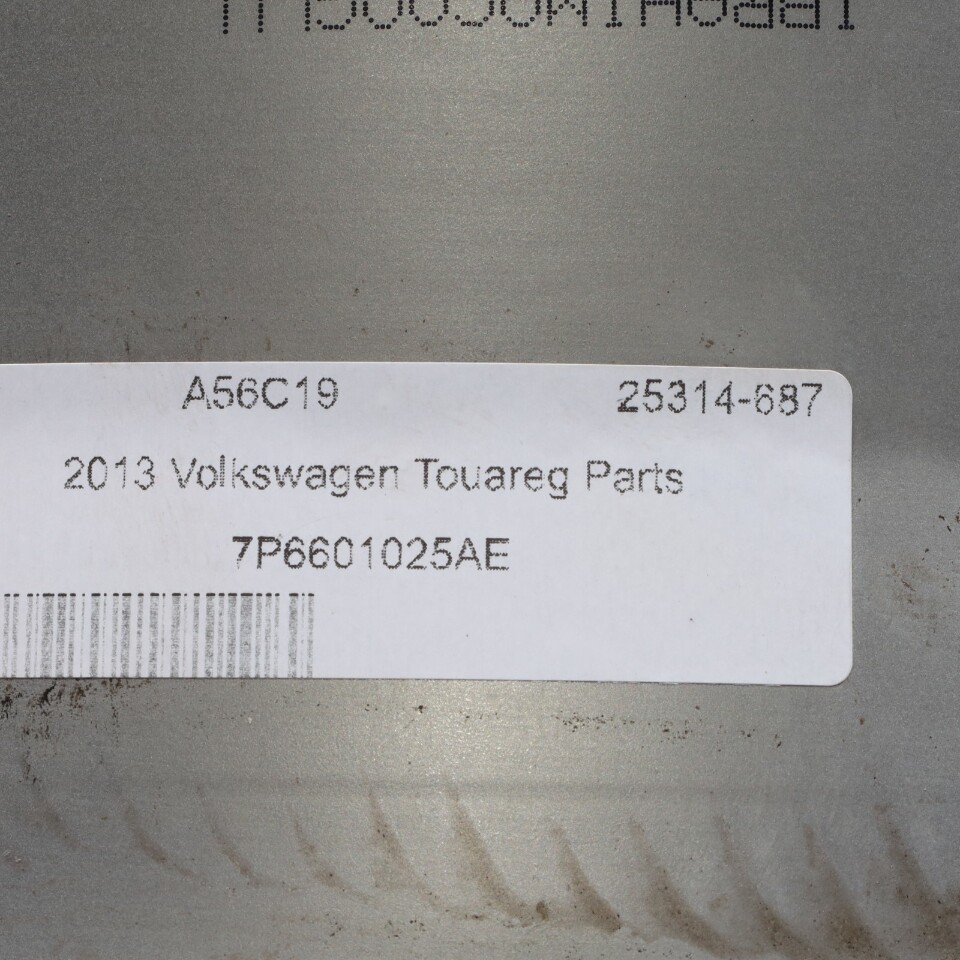 A56C19 25314-687
2013 Volkswagen Touareg Parts
7P6601025AE